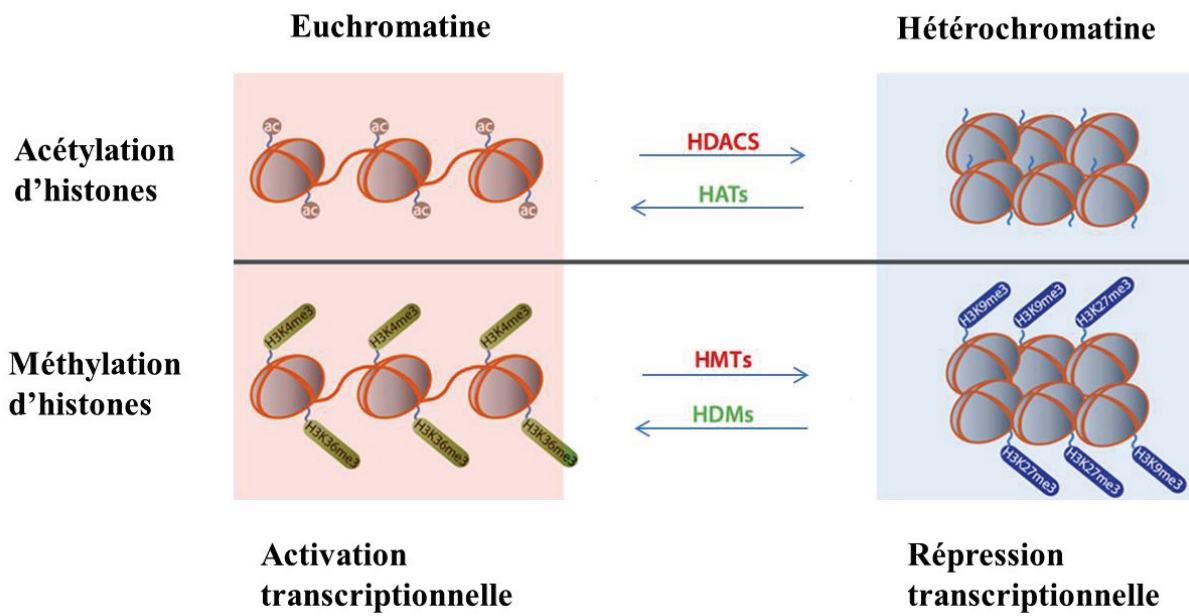 Euchromatine
Hétérochromatine
Acétylation
d'histones
ac
ac
ac
ac
ac
ac
HDACS
HATs
Méthylation
d'histones
H3K4me3
H3K4me3
H3K4me3
H3K36me3
H3K36me3
H3K36me3
HMTs
HDMs
H3K9me3
H3K9me3
H3K27me3
H3K27me3
H3K27me3
H3K9me3
Activation
transcriptionnelle
Répression
transcriptionnelle